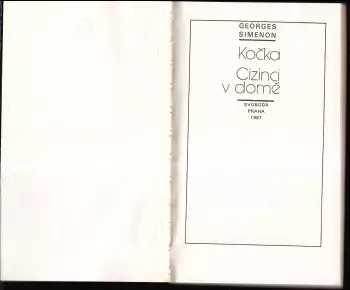 GEORGES
SIMENON
Kočka
Cizinci
v domě
SVOBODA
PRAHA
1987